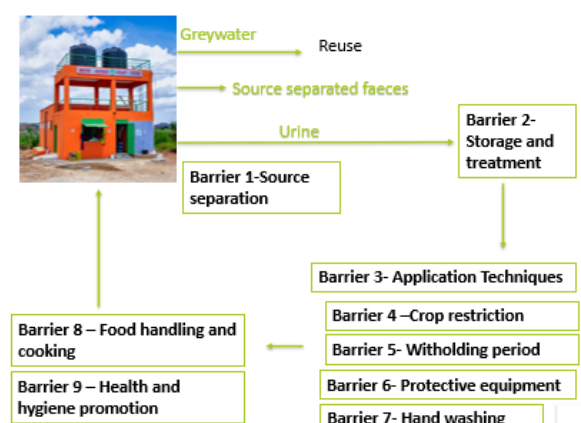 Greywater
Reuse
Source separated faeces
Urine
Barrier 1-Source
separation
Barrier 2-
Storage and
treatment
Barrier 3- Application Techniques
Barrier 4 –Crop restriction
Barrier 5- Witholding period
Barrier 6- Protective equipment
Barrier 7- Hand washing
Barrier 8 – Food handling and
cooking
Barrier 9 – Health and
hygiene promotion